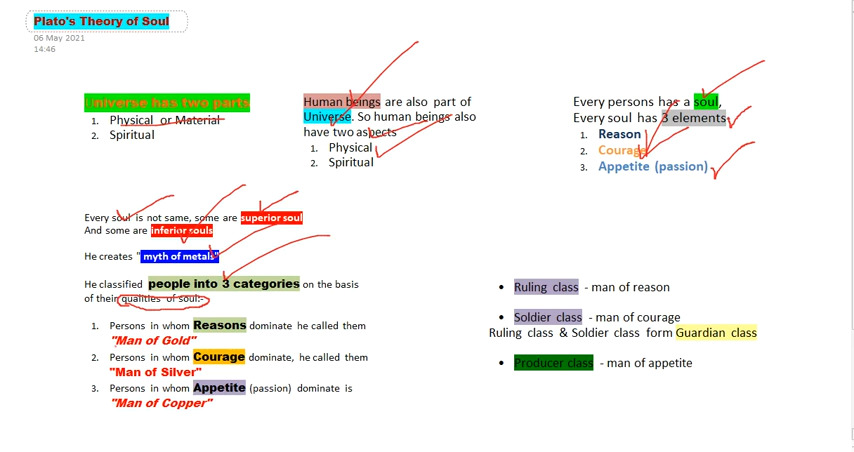 Plato's Theory of Soul
06 May 2021
14:46
Universe has two parts
1. Physical or Material
2. Spiritual
Human beings are also part of
Universe. So human beings also
have two aspects
1. Physical
2. Spiritual
Every persons has a soul,
Every soul has 3 elements
1. Reason
2. Courage
3. Appetite (passion)
Every soul is not same, some are superior soul
And some are inferior souls
He creates "myth of metals"
He classified people into 3 categories on the basis
of their qualities of soul:-
1. Persons in whom Reasons dominate he called them
"Man of Gold"
2. Persons in whom Courage dominate, he called them
"Man of Silver"
3. Persons in whom Appetite (passion) dominate is
"Man of Copper"
• Ruling class - man of reason
• Soldier class - man of courage
Ruling class & Soldier class form Guardian class
• Producer class - man of appetite